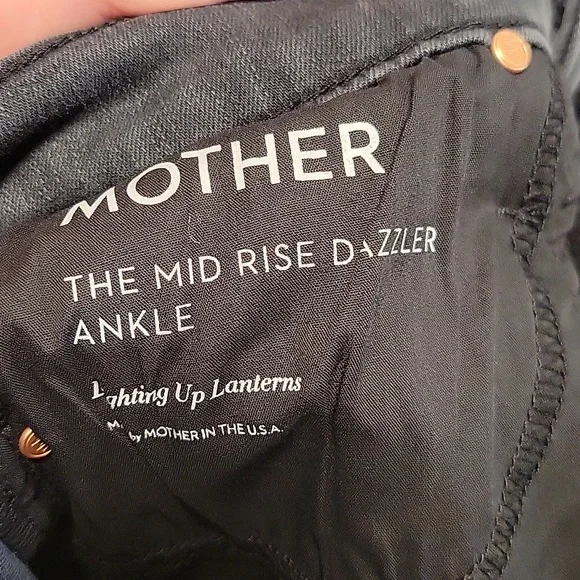 MOTHER
THE MID RISE DAZZLER
ANKLE
Lighting Up Lanterns
by MOTHER IN THE U.S.A.